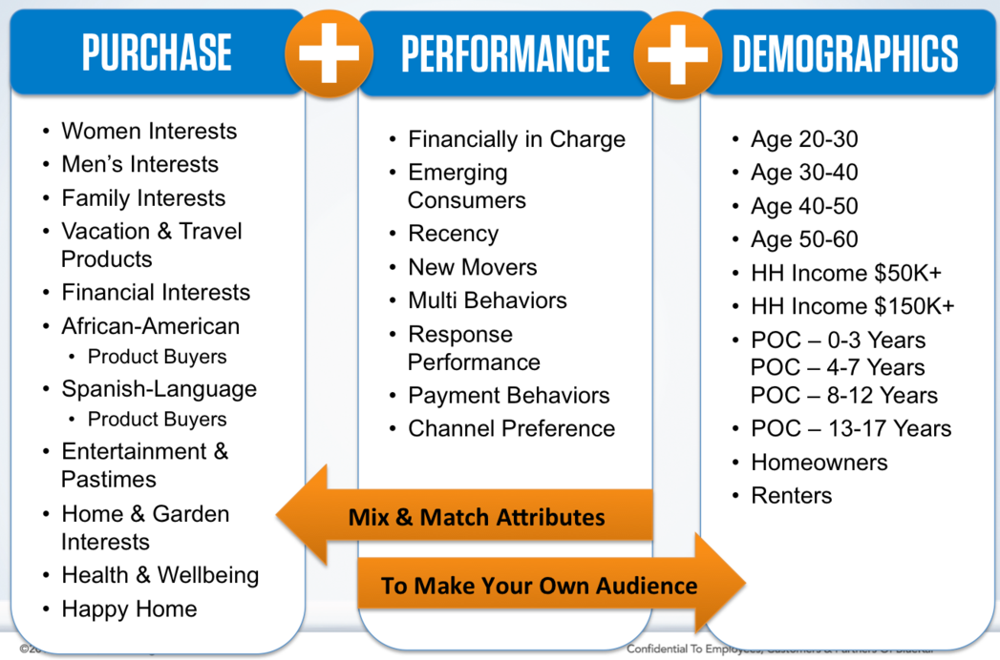 PURCHASE
• Women Interests
• Men’s Interests
• Family Interests
• Vacation & Travel
Products
• Financial Interests
• African-American
• Product Buyers
• Spanish-Language
• Product Buyers
• Entertainment &
Pastimes
• Home & Garden
Interests
• Health & Wellbeing
• Happy Home
PERFORMANCE
• Financially in Charge
• Emerging
Consumers
• Recency
• New Movers
• Multi Behaviors
• Response
Performance
• Payment Behaviors
• Channel Preference
DEMOGRAPHICS
• Age 20-30
• Age 30-40
• Age 40-50
• Age 50-60
• HH Income $50K+
• HH Income $150K+
• POC – 0-3 Years
POC – 4-7 Years
POC – 8-12 Years
• POC – 13-17 Years
• Homeowners
• Renters
Mix & Match Attributes
To Make Your Own Audience
Confidential To Employees, Customers & Partners Of